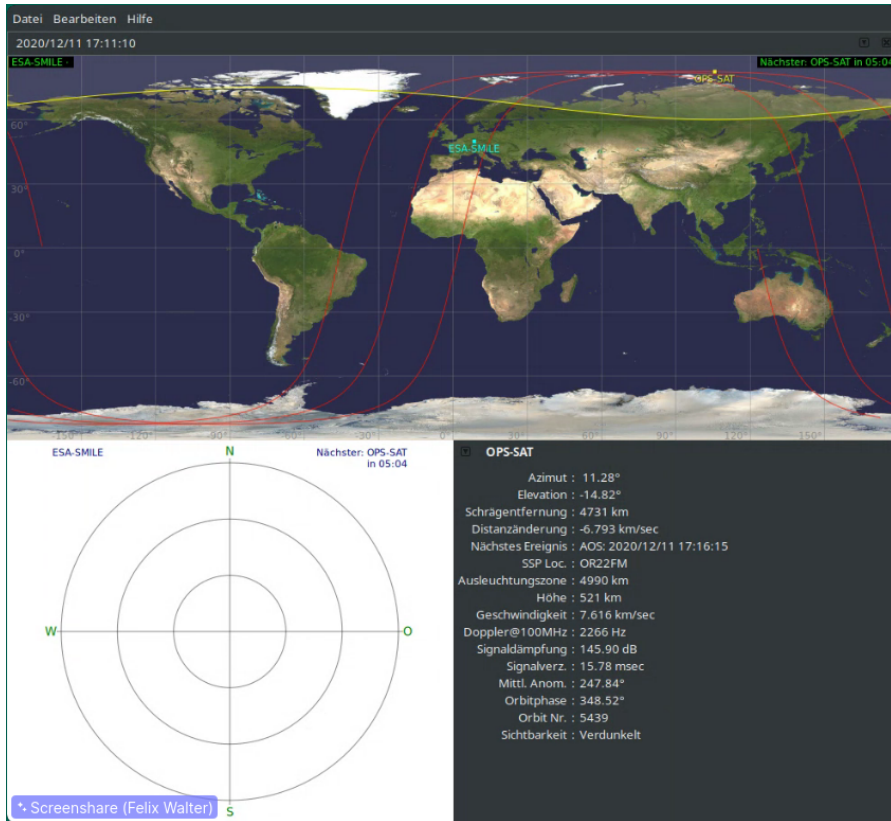 Datei Bearbeiten Hilfe
2020/12/11 17:11:10
ESA-SMILE -
Nächster: OPS-SAT in 05:04
OPS-SAT
ESA-SMILE
60°
30°
0°
-30°
-60°
-150° -120° -90° -60° -30° 0° 30° 60° 90° 120° 150°
ESA-SMILE
N
Nächster: OPS-SAT
in 05:04
W
O
S
OPS-SAT
Azimut : 11.28°
Elevation : -14.82°
Schrägentfernung : 4731 km
Distanzänderung : -6.793 km/sec
Nächstes Ereignis : AOS: 2020/12/11 17:16:15
SSP Loc. : OR22FM
Ausleuchtungszone : 4990 km
Höhe : 521 km
Geschwindigkeit : 7.616 km/sec
Doppler@100MHz : 2266 Hz
Signaldämpfung : 145.90 dB
Signalverz. : 15.78 msec
Mittl. Anom. : 247.84°
Orbitphase : 348.52°
Orbit Nr. : 5439
Sichtbarkeit : Verdunkelt
Screenshare (Felix Walter)